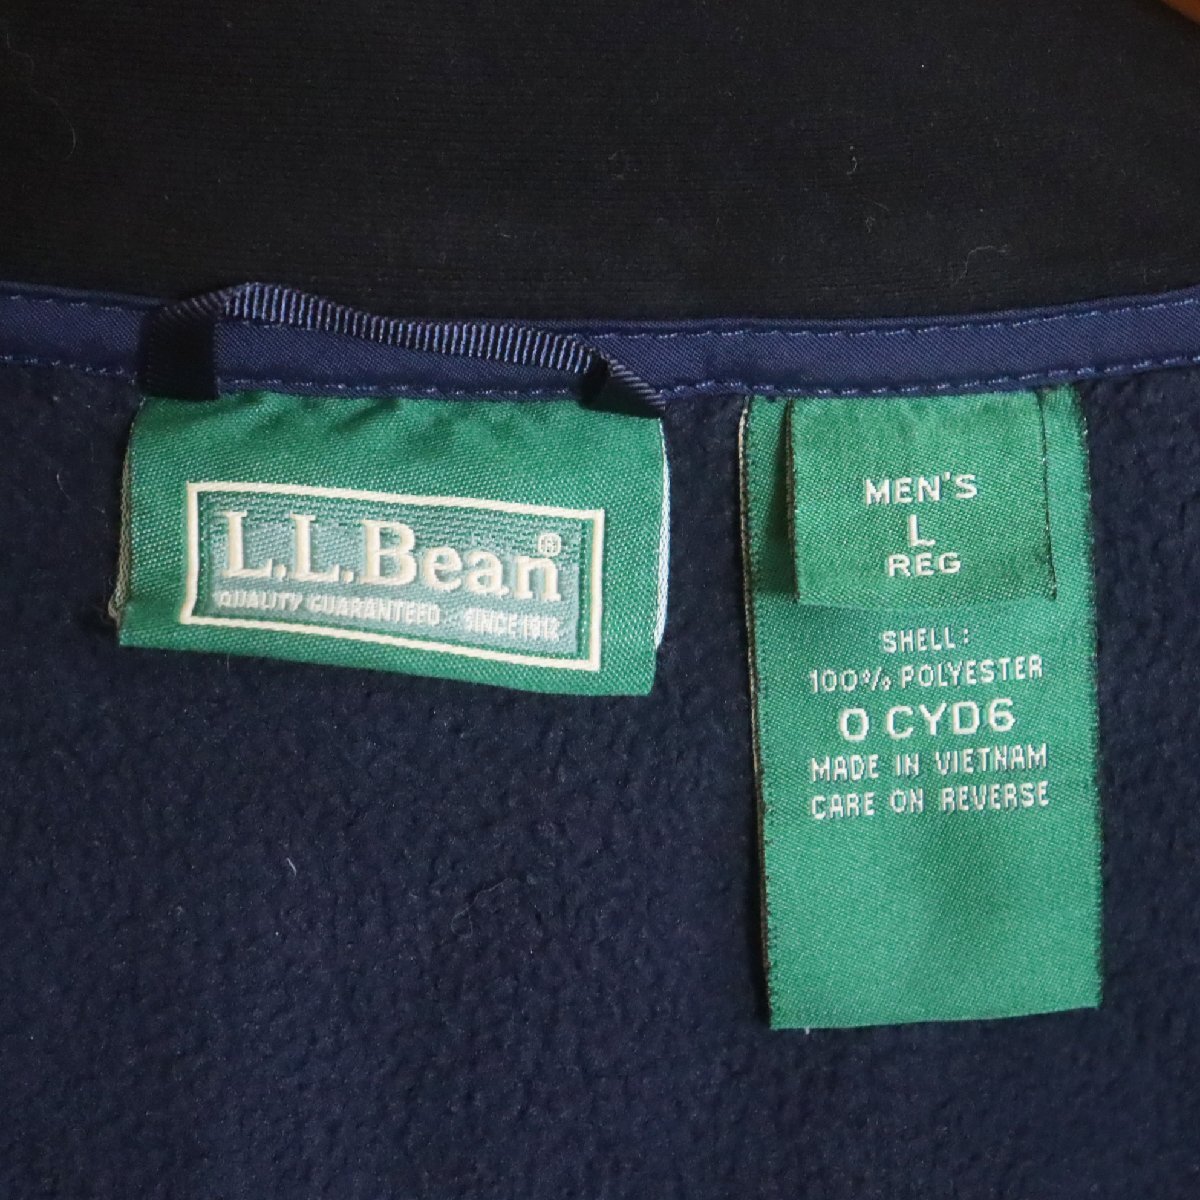 L.L.Bean®
QUALITY GUARANTEED SINCE 1912
MEN'S
L
REG
SHELL:
100% POLYESTER
0 CYD6
MADE IN VIETNAM
CARE ON REVERSE